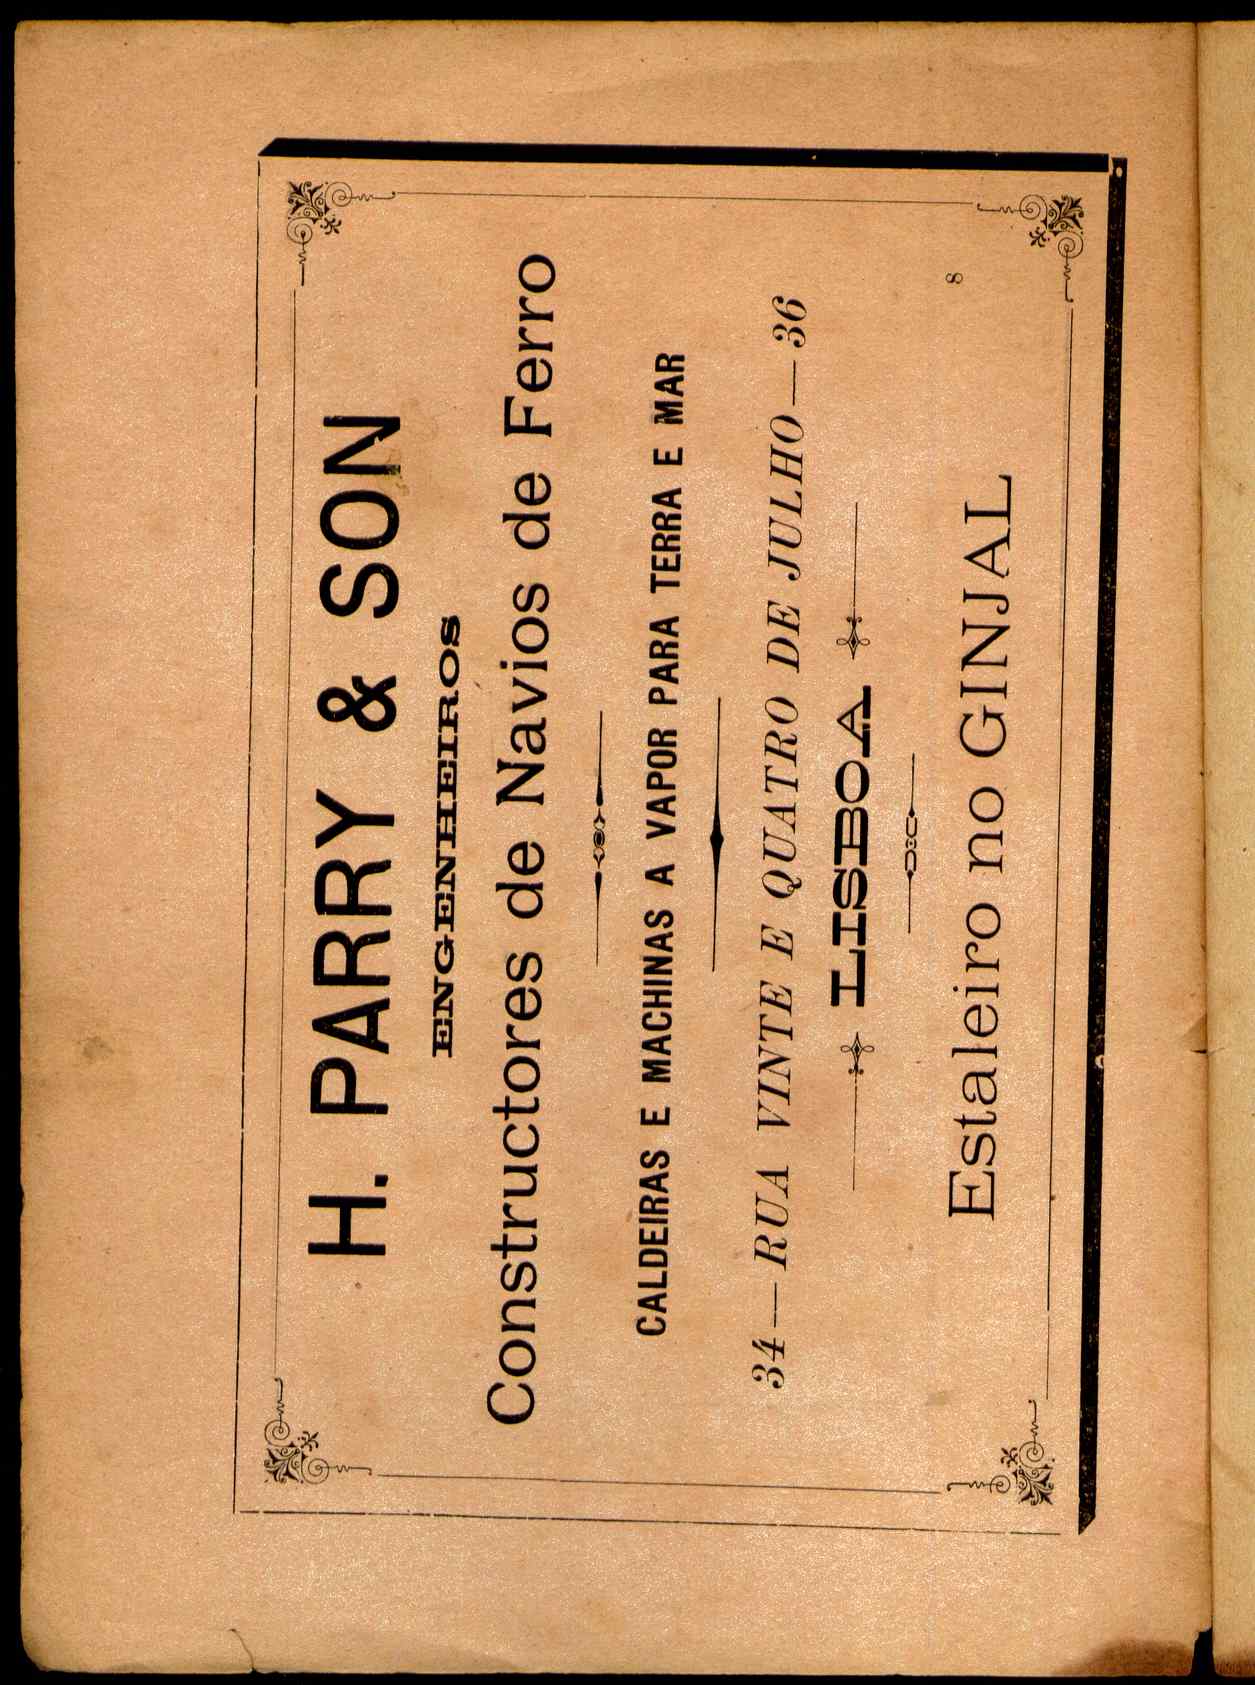 H. PARRY & SON
ENGENHEIROS
Constructores de Navios de Ferro
CALDEIRAS E MACHINAS A VAPOR PARA TERRA E MAR
34—RUA VINTE E QUATRO DE JULHO—36
LISBOA
Estaleiro no GINJAL
8